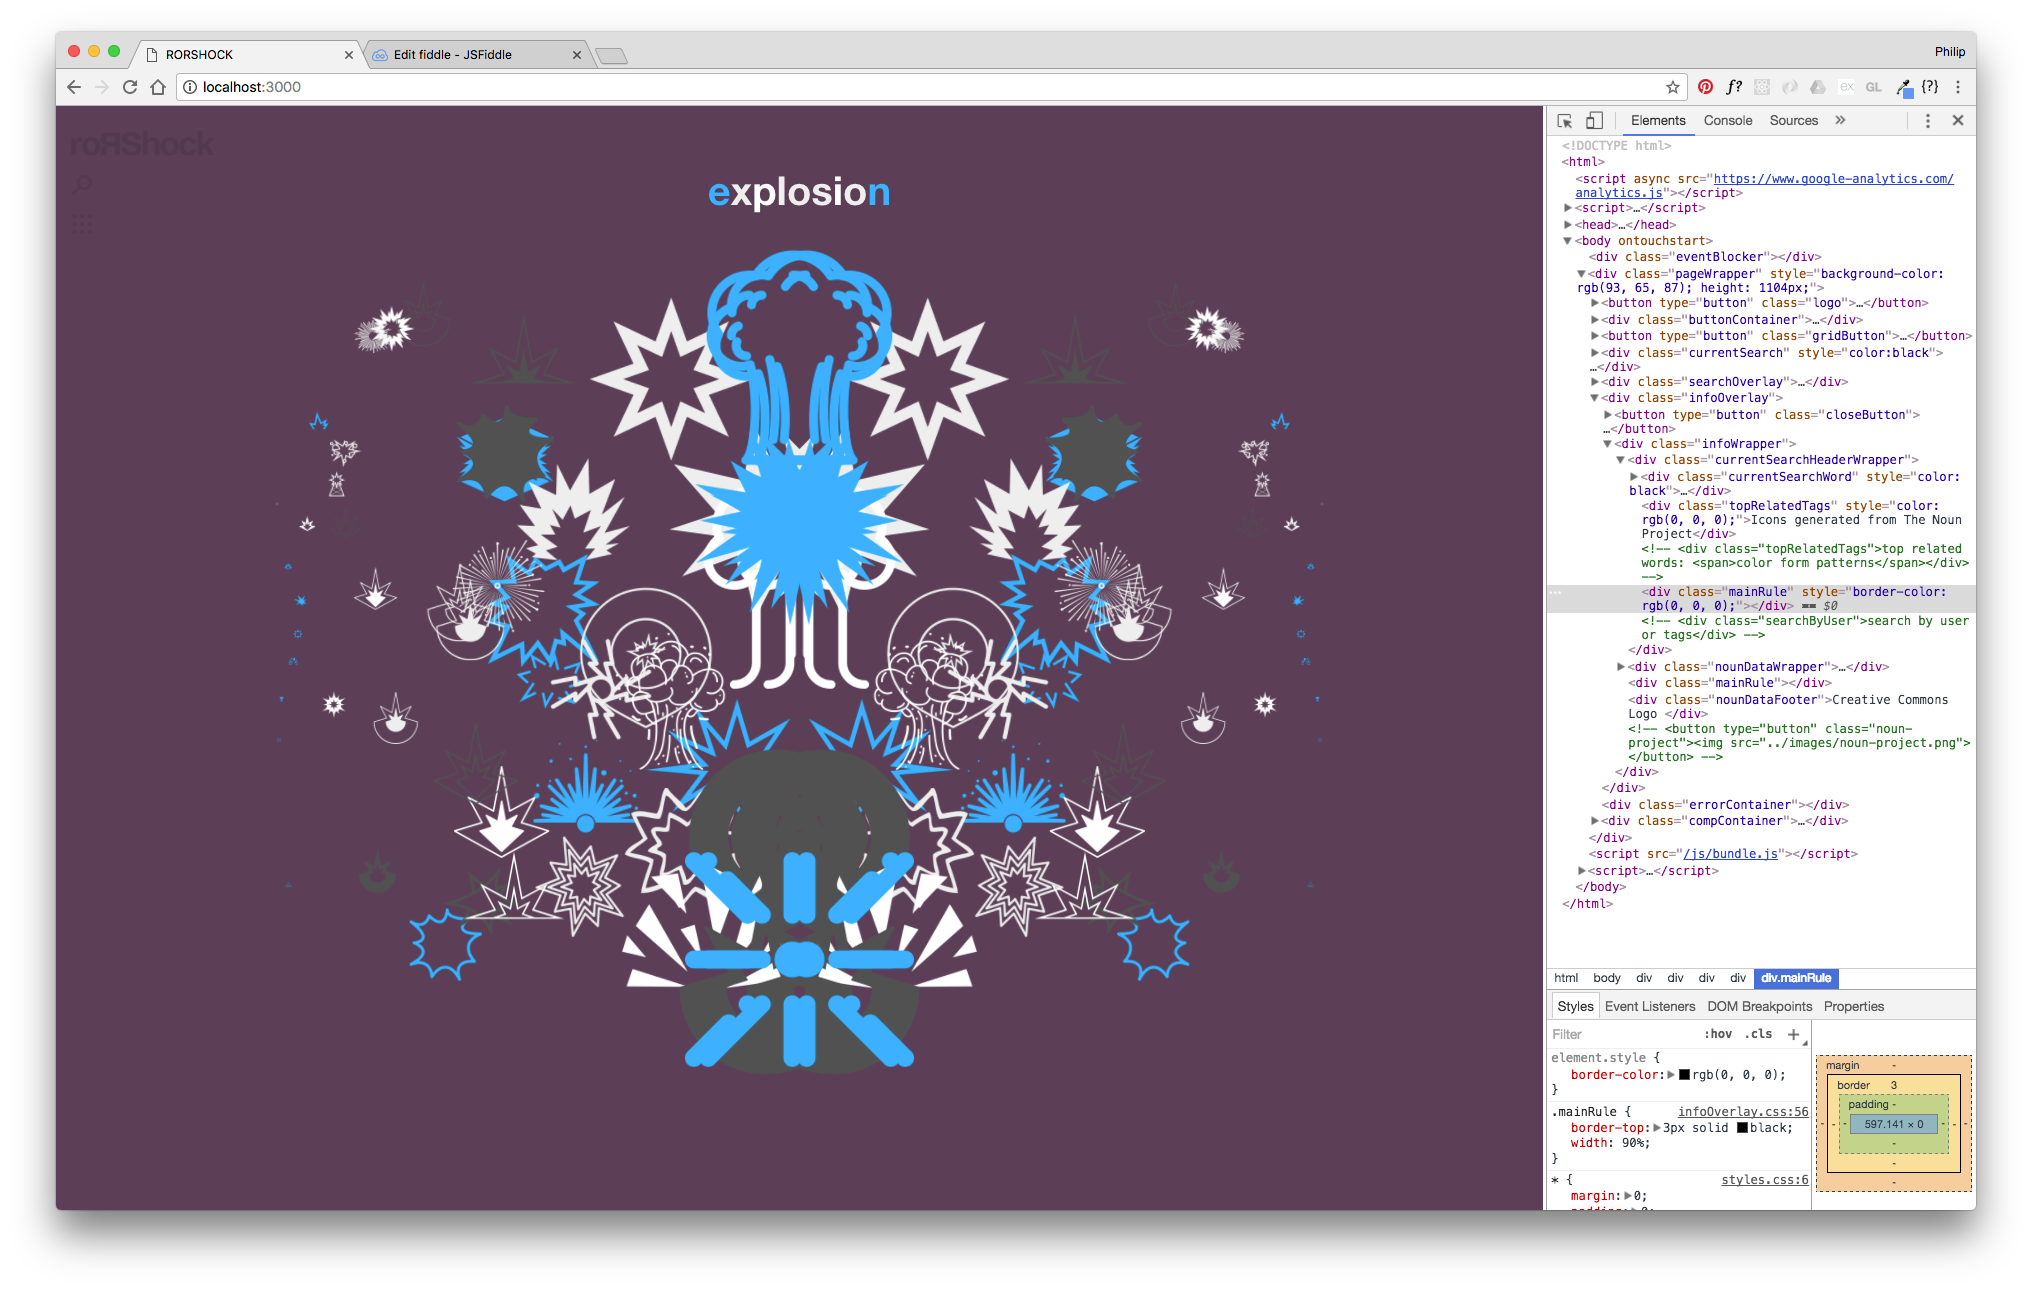 RORSHOCK
Edit fiddle - JSFiddle
Philip
localhost:3000
f?
ex
GL
{?}
roЯShock
explosion
Elements
Console
Sources
»
<!DOCTYPE html>
<html>
<script async src="https://www.google-analytics.com/
analytics.js"></script>
<script>…</script>
<head>…</head>
<body ontouchstart>
<div class="eventBlocker"></div>
<div class="pageWrapper" style="background-color:
rgb(93, 65, 87); height: 1104px;">
<button type="button" class="logo">…</button>
<div class="buttonContainer">…</div>
<button type="button" class="gridButton">…</button>
<div class="currentSearch" style="color:black">
…</div>
<div class="searchOverlay">…</div>
<div class="infoOverlay">
<button type="button" class="closeButton">
…</button>
<div class="infoWrapper">
<div class="currentSearchHeaderWrapper">
<div class="currentSearchWord" style="color:
black">…</div>
<div class="topRelatedTags" style="color:
rgb(0, 0, 0);">Icons generated from The Noun
Project</div>
<!-- <div class="topRelatedTags">top related
words: <span>color form patterns</span></div>
-->
<div class="mainRule" style="border-color:
rgb(0, 0, 0);"></div> == $0
<!-- <div class="searchByUser">search by user
or tags</div> -->
</div>
<div class="nounDataWrapper">…</div>
<div class="mainRule"></div>
<div class="nounDataFooter">Creative Commons
Logo </div>
<!-- <button type="button" class="noun-
project"><img src="../images/noun-project.png">
</button> -->
</div>
</div>
<div class="errorContainer"></div>
<div class="compContainer">…</div>
</div>
<script src="/js/bundle.js"></script>
<script>…</script>
</body>
</html>
html body div div div div div.mainRule
Styles Event Listeners DOM Breakpoints Properties
Filter :hov .cls +
element.style {
border-color: rgb(0, 0, 0);
}
.mainRule { infoOverlay.css:56
border-top: 3px solid black;
width: 90%;
}
* { styles.css:6
margin: 0;
padding: 0;
margin -
border 3
padding -
597.141 × 0